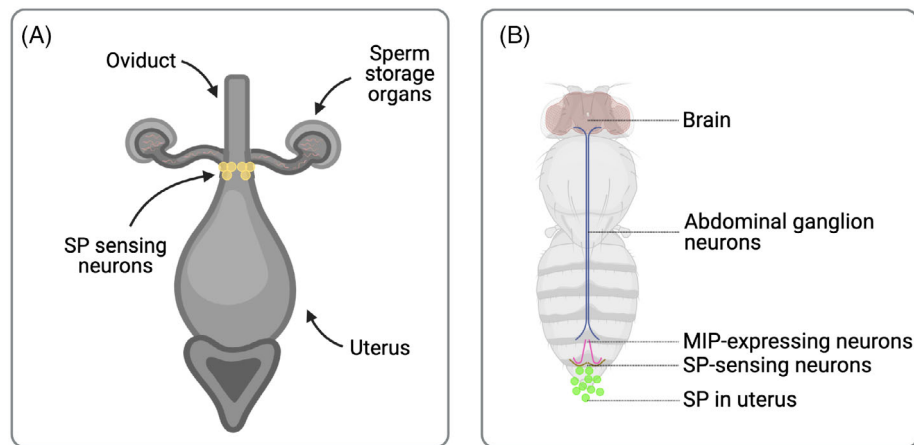 (A)
Oviduct
Sperm
storage
organs
SP sensing
neurons
Uterus
(B)
Brain
Abdominal ganglion
neurons
MIP-expressing neurons
SP-sensing neurons
SP in uterus